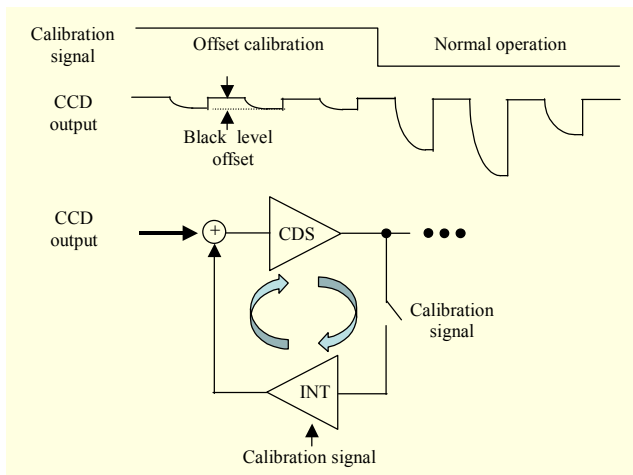 Calibration
signal
Offset calibration
Normal operation
CCD
output
Black level
offset
CCD
output
+
CDS
Calibration
signal
INT
Calibration signal